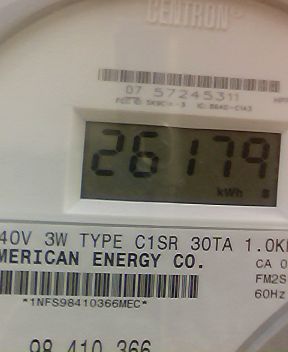 CENTRON®
07 57245311
26179
kWh
40V 3W TYPE C1SR 30TA 1.0K
MERICAN ENERGY CO.
CA 0
FM2S
60Hz
*1NFS98410366MEC*
98 410 366